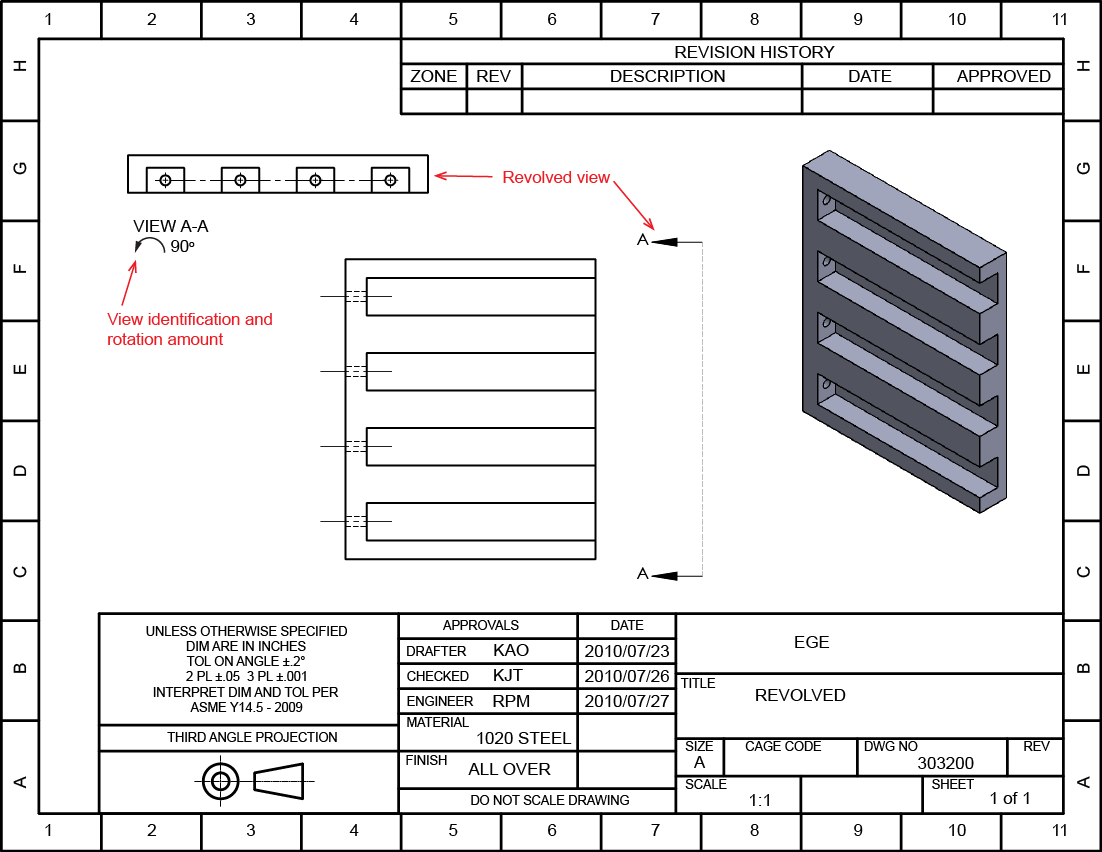 1 2 3 4 5 6 7 8 9 10 11
H
H
REVISION HISTORY
ZONE REV DESCRIPTION DATE APPROVED
G
G
Revolved view
VIEW A-A
90º
A
F
F
View identification and
rotation amount
E
E
D
D
A
C
C
UNLESS OTHERWISE SPECIFIED
DIM ARE IN INCHES
TOL ON ANGLE ±.2°
2 PL ±.05 3 PL ±.001
INTERPRET DIM AND TOL PER
ASME Y14.5 - 2009
THIRD ANGLE PROJECTION
APPROVALS DATE
DRAFTER KAO 2010/07/23
CHECKED KJT 2010/07/26
ENGINEER RPM 2010/07/27
MATERIAL
1020 STEEL
FINISH
ALL OVER
DO NOT SCALE DRAWING
EGE
TITLE
REVOLVED
SIZE CAGE CODE DWG NO REV
A 303200
SCALE SHEET
1:1 1 of 1
B
B
A
A
1 2 3 4 5 6 7 8 9 10 11